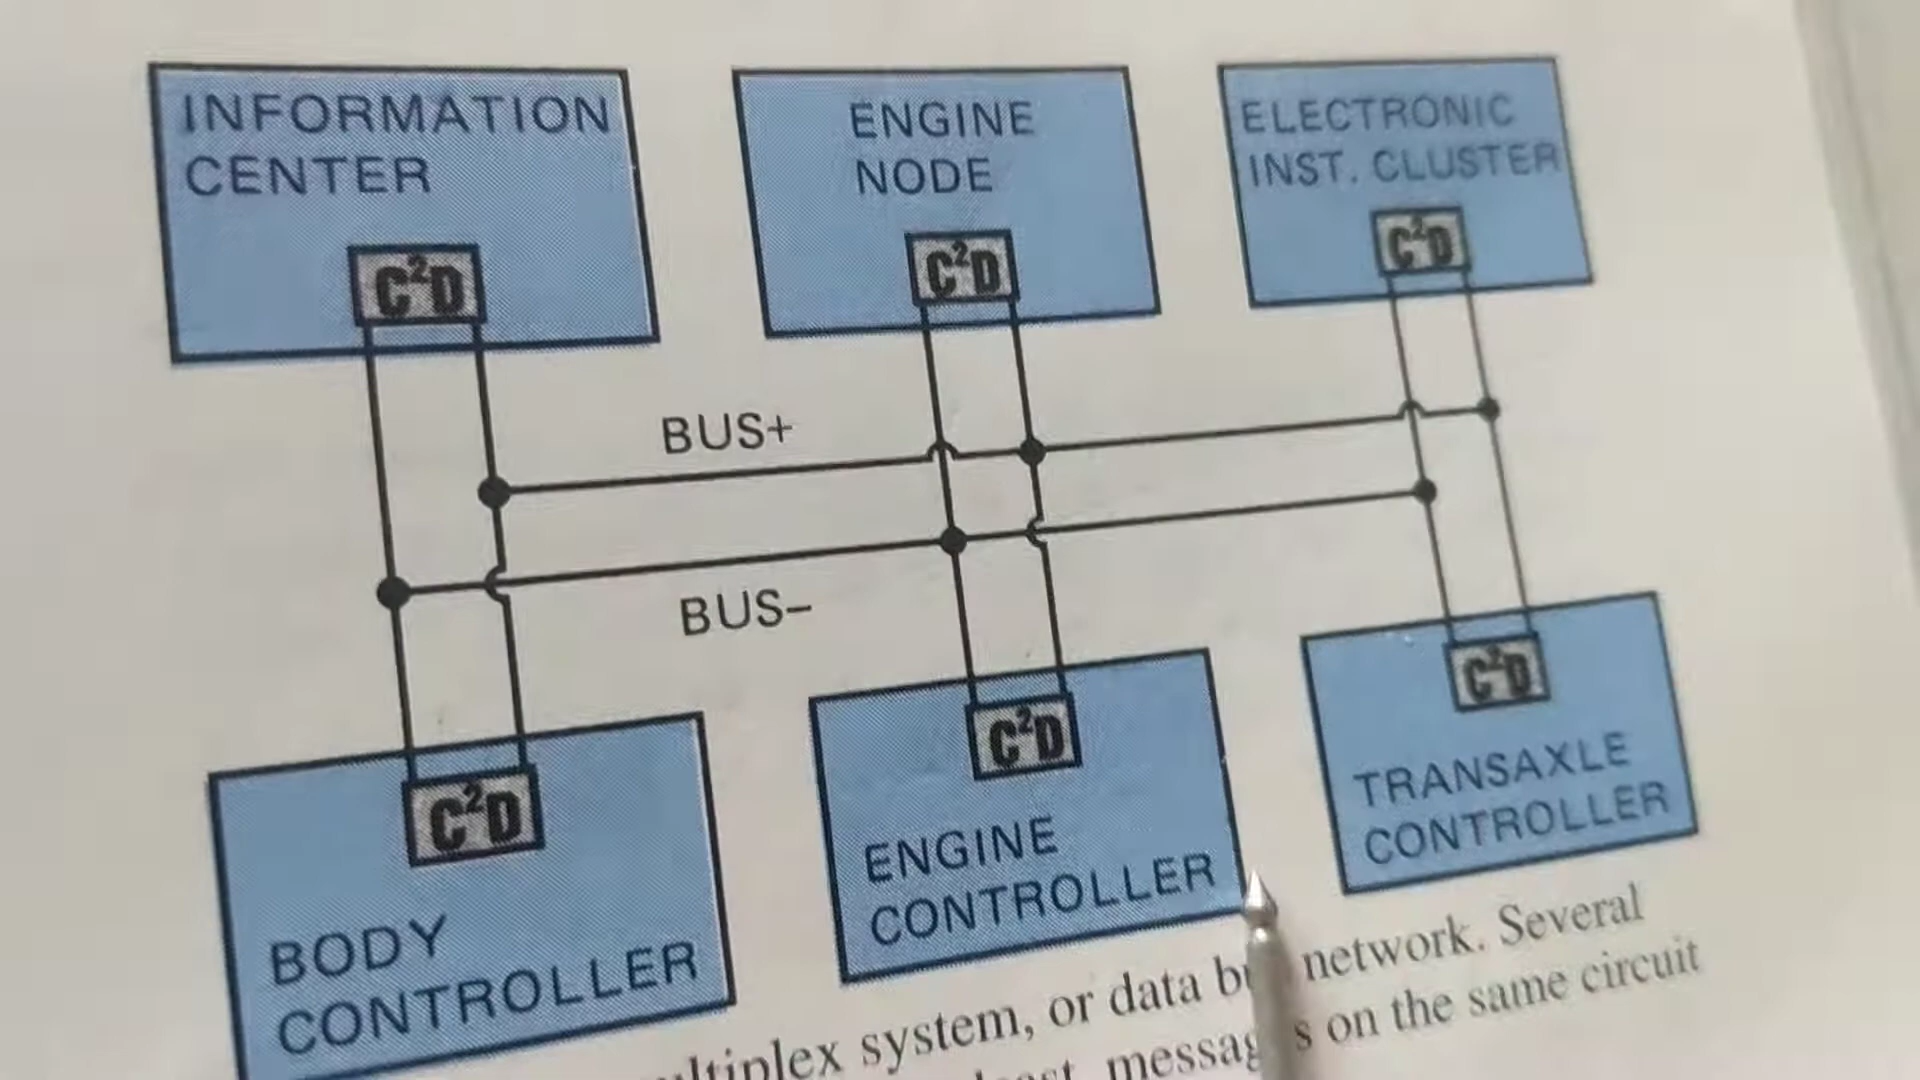 INFORMATION
CENTER
C²D
ENGINE
NODE
C²D
ELECTRONIC
INST. CLUSTER
C²D
BUS+
BUS−
C²D
BODY
CONTROLLER
C²D
ENGINE
CONTROLLER
C²D
TRANSAXLE
CONTROLLER
system, or data network. Several
on the same circuit